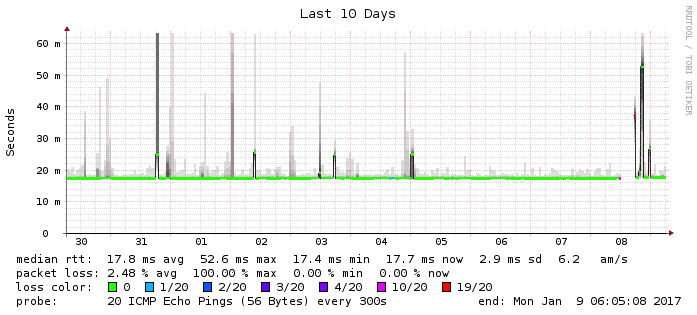 Last 10 Days
RRDTOOL / TOBI OETIKER
Seconds
60 m
50 m
40 m
30 m
20 m
10 m
0
30 31 01 02 03 04 05 06 07 08
median rtt: 17.8 ms avg 52.6 ms max 17.4 ms min 17.7 ms now 2.9 ms sd 6.2 am/s
packet loss: 2.48 % avg 100.00 % max 0.00 % min 0.00 % now
loss color: 0 1/20 2/20 3/20 4/20 10/20 19/20
probe: 20 ICMP Echo Pings (56 Bytes) every 300s end: Mon Jan 9 06:05:08 2017